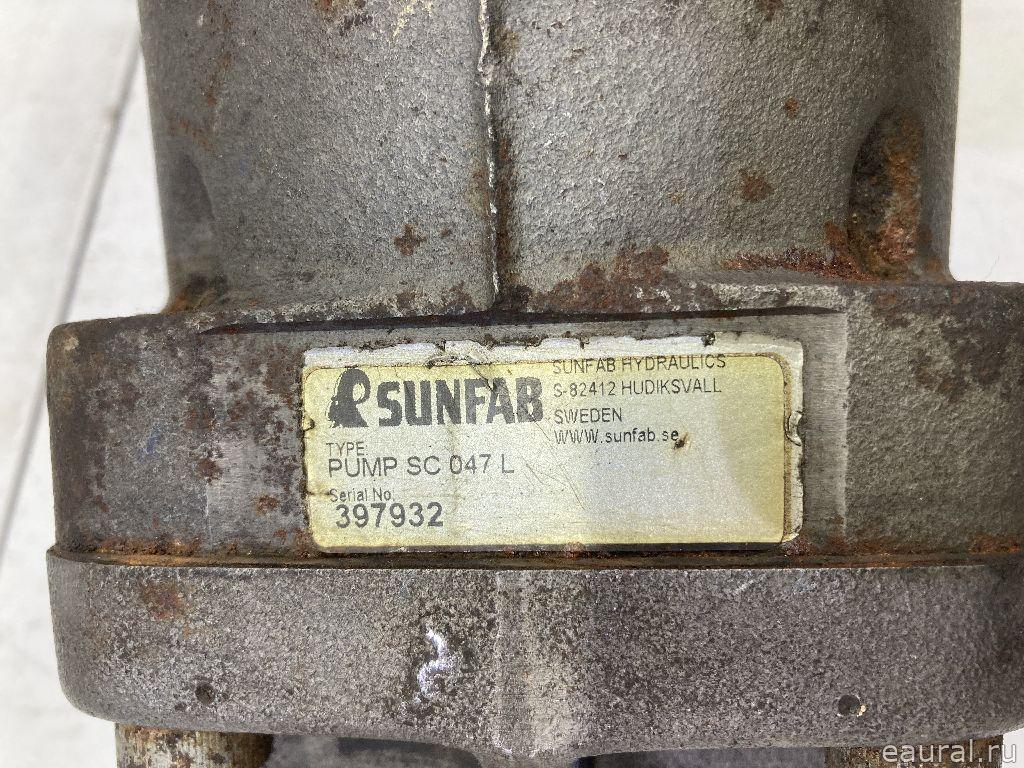 SUNFAB
SUNFAB HYDRAULICS
S-82412 HUDIKSVALL
SWEDEN
WWW.sunfab.se
TYPE
PUMP SC 047 L
Serial No.
397932
eaural.ru